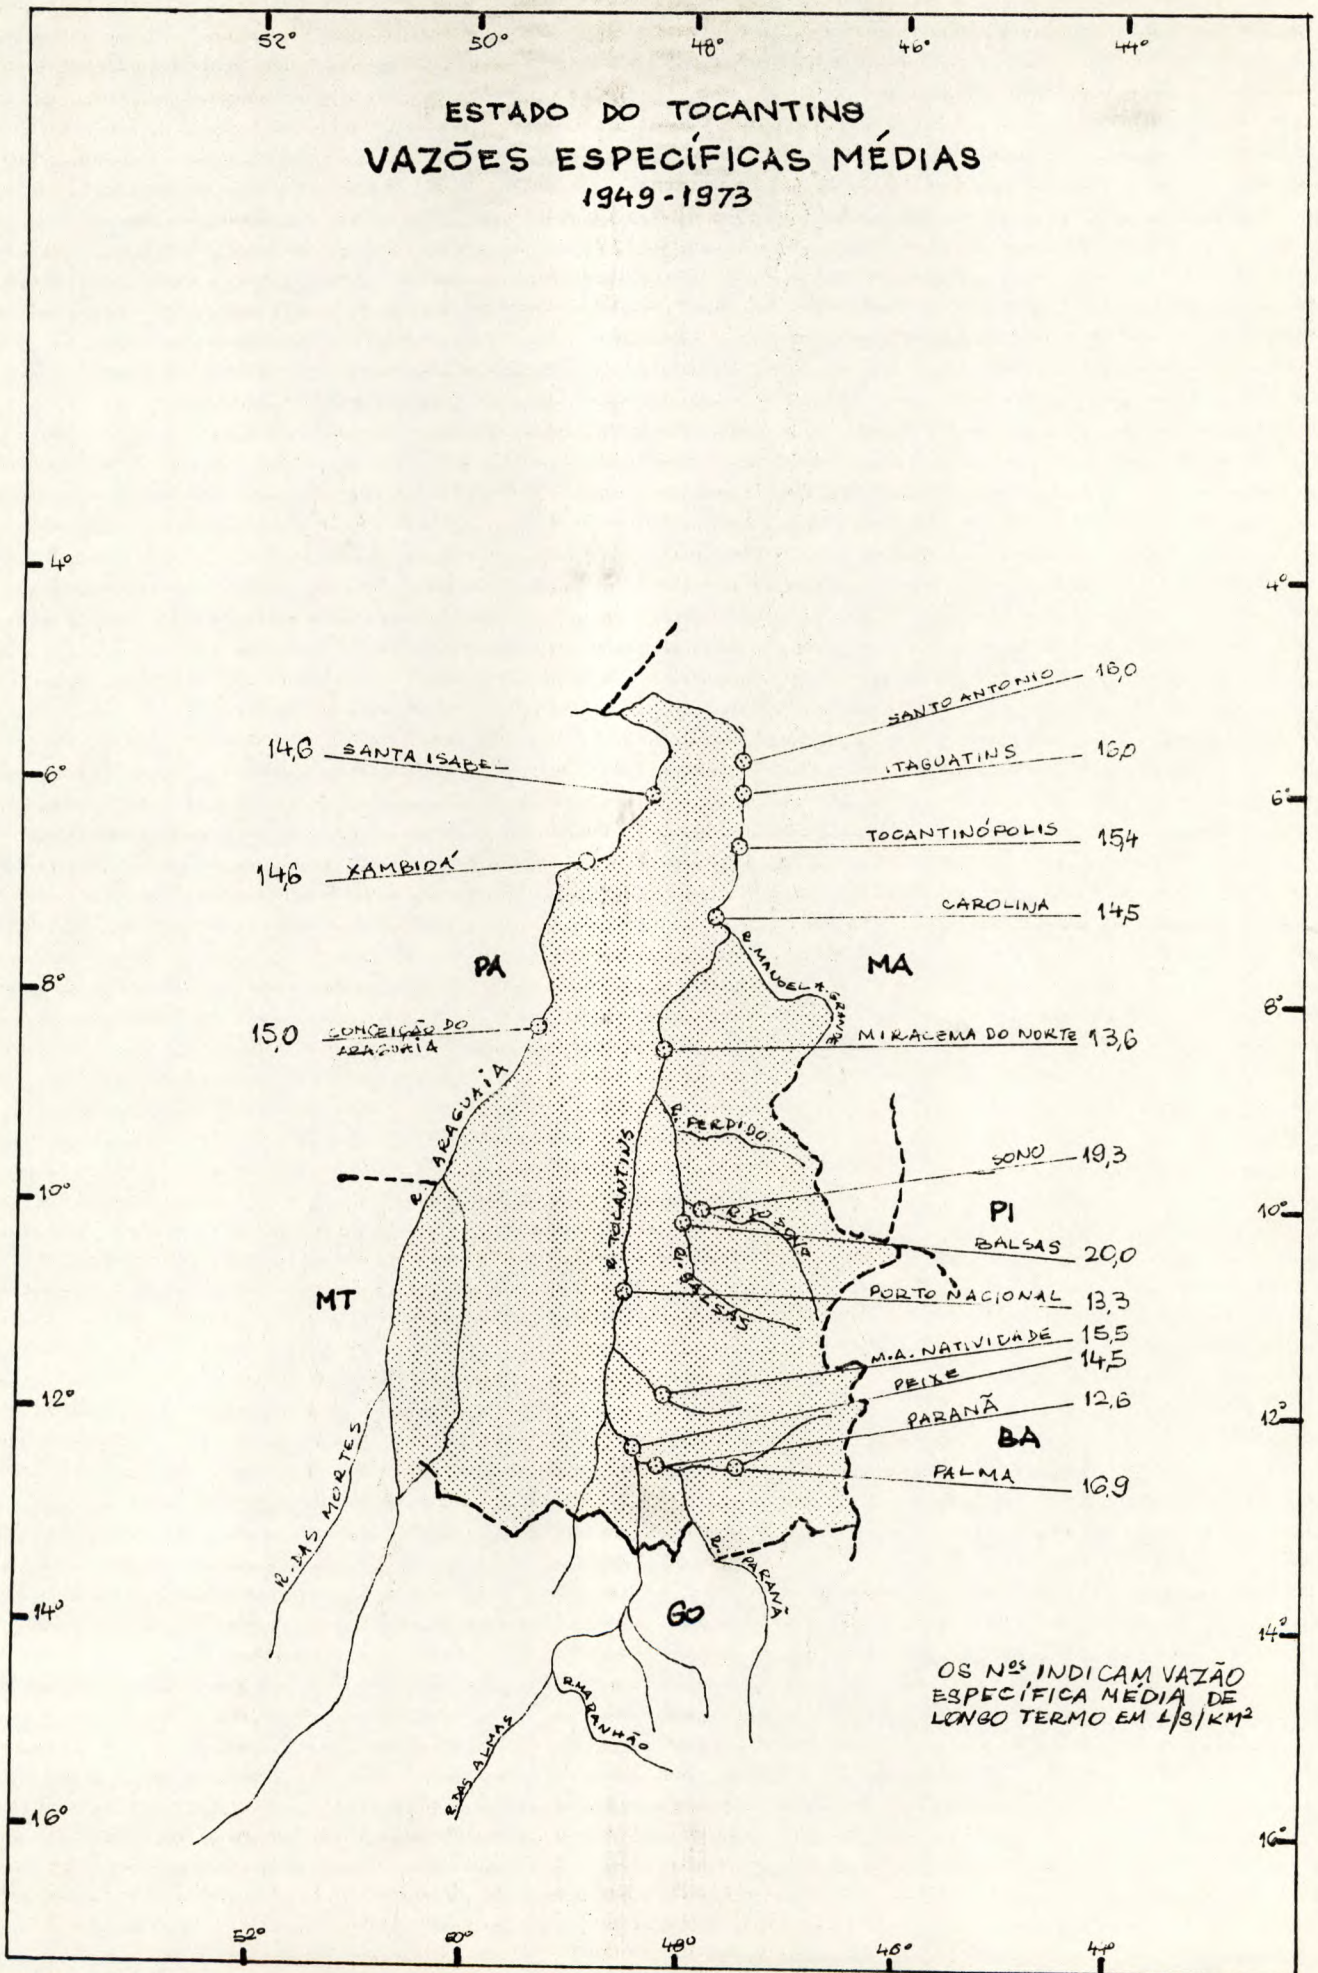 52° 50° 48° 46° 44°
ESTADO DO TOCANTINS
VAZÕES ESPECÍFICAS MÉDIAS
1949-1973
4° 4°
SANTO ANTONIO 16,0
14,6 SANTA ISABEL
ITAGUATINS 16,0
6° 6°
TOCANTINÓPOLIS 15,4
14,6 XAMBIOÁ
CAROLINA 14,5
R. MANOEL A. GRANDE
PA MA
8° 8°
15,0 CONCEIÇÃO DO
ARAGUAIA
MIRACEMA DO NORTE 13,6
R. ARAGUAIA
R. PERDIDO
R. TOCANTINS
SONO 19,3
10° 10°
R. D. SONO
PI
BALSAS 20,0
R. BALSAS
MT
PORTO NACIONAL 13,3
M.A. NATIVIDADE 15,5
PEIXE 14,5
12° 12°
PARANÃ 12,6
BA
PALMA 16,9
R. DAS MORTES
R. PARANÃ
14° 14°
GO
OS Nos INDICAM VAZÃO
ESPECÍFICA MÉDIA DE
LONGO TERMO EM L/S/KM²
R. MARANHÃO
R. DAS ALMAS
16° 16°
52° 50° 48° 46° 44°